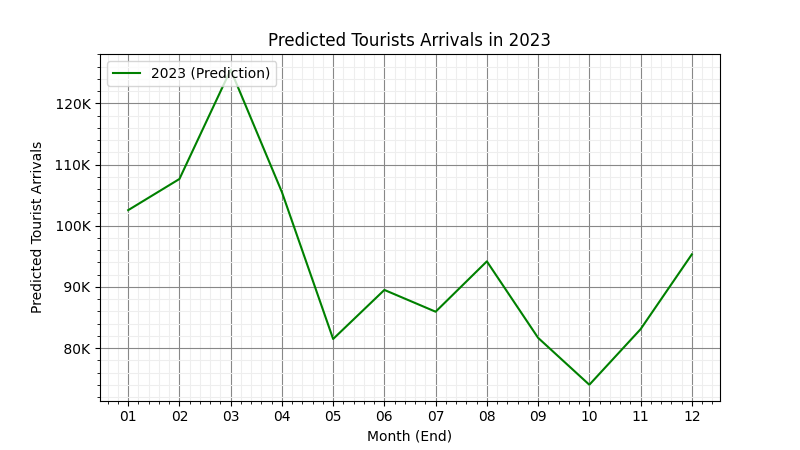 Predicted Tourists Arrivals in 2023
2023 (Prediction)
120K
110K
100K
90K
80K
Predicted Tourist Arrivals
01 02 03 04 05 06 07 08 09 10 11 12
Month (End)